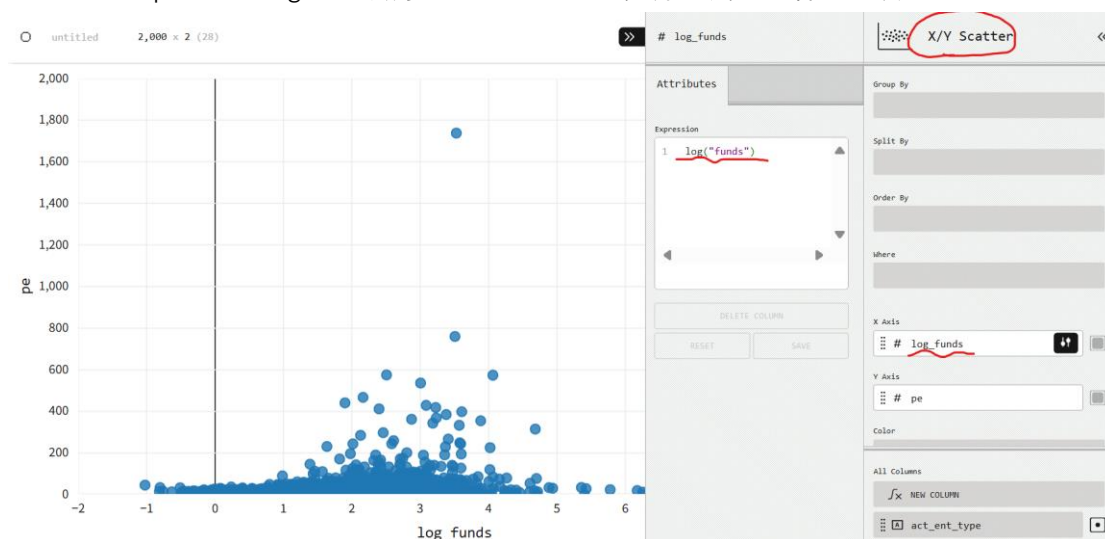 untitled 2,000 x 2 (28)
2,000
1,800
1,600
1,400
1,200
1,000
800
600
400
200
0
pe
-2 -1 0 1 2 3 4 5 6
log funds
# log_funds
Attributes
Expression
1 log("funds")
DELETE COLUMN
RESET SAVE
X/Y Scatter
Group By
Split By
Order By
Where
X Axis
# log_funds
Y Axis
# pe
Color
All Columns
NEW COLUMN
A act_ent_type